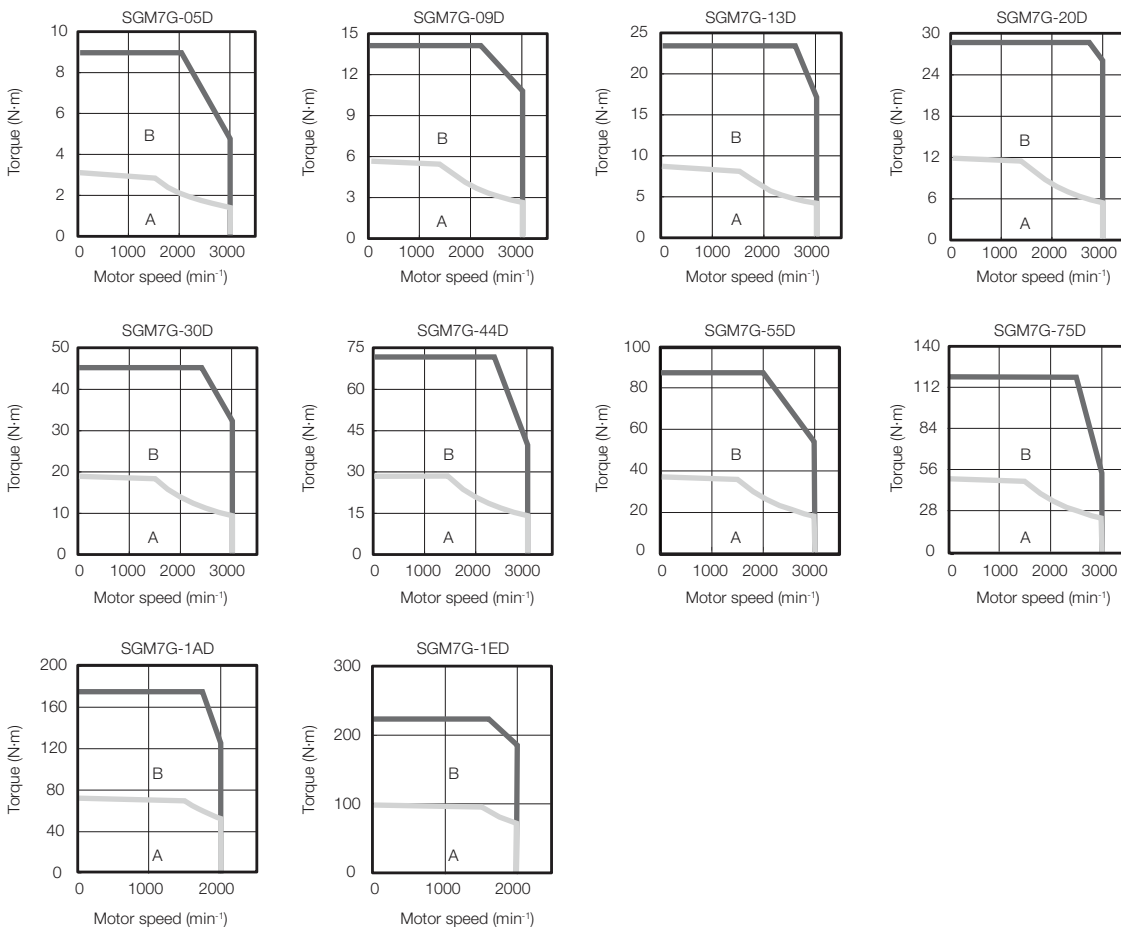 SGM7G-05D
10
8
6
4
2
0
Torque (N·m)
B
A
0 1000 2000 3000
Motor speed (min⁻¹)
SGM7G-09D
15
14
9
6
3
0
Torque (N·m)
B
A
0 1000 2000 3000
Motor speed (min⁻¹)
SGM7G-13D
25
20
15
10
5
0
Torque (N·m)
B
A
0 1000 2000 3000
Motor speed (min⁻¹)
SGM7G-20D
30
24
18
12
6
0
Torque (N·m)
B
A
0 1000 2000 3000
Motor speed (min⁻¹)
SGM7G-30D
50
40
30
20
10
0
Torque (N·m)
B
A
0 1000 2000 3000
Motor speed (min⁻¹)
SGM7G-44D
75
60
45
30
15
0
Torque (N·m)
B
A
0 1000 2000 3000
Motor speed (min⁻¹)
SGM7G-55D
100
80
60
40
20
0
Torque (N·m)
B
A
0 1000 2000 3000
Motor speed (min⁻¹)
SGM7G-75D
140
112
84
56
28
0
Torque (N·m)
B
A
0 1000 2000 3000
Motor speed (min⁻¹)
SGM7G-1AD
200
160
120
80
40
0
Torque (N·m)
B
A
0 1000 2000
Motor speed (min⁻¹)
SGM7G-1ED
300
200
100
0
Torque (N·m)
B
A
0 1000 2000
Motor speed (min⁻¹)